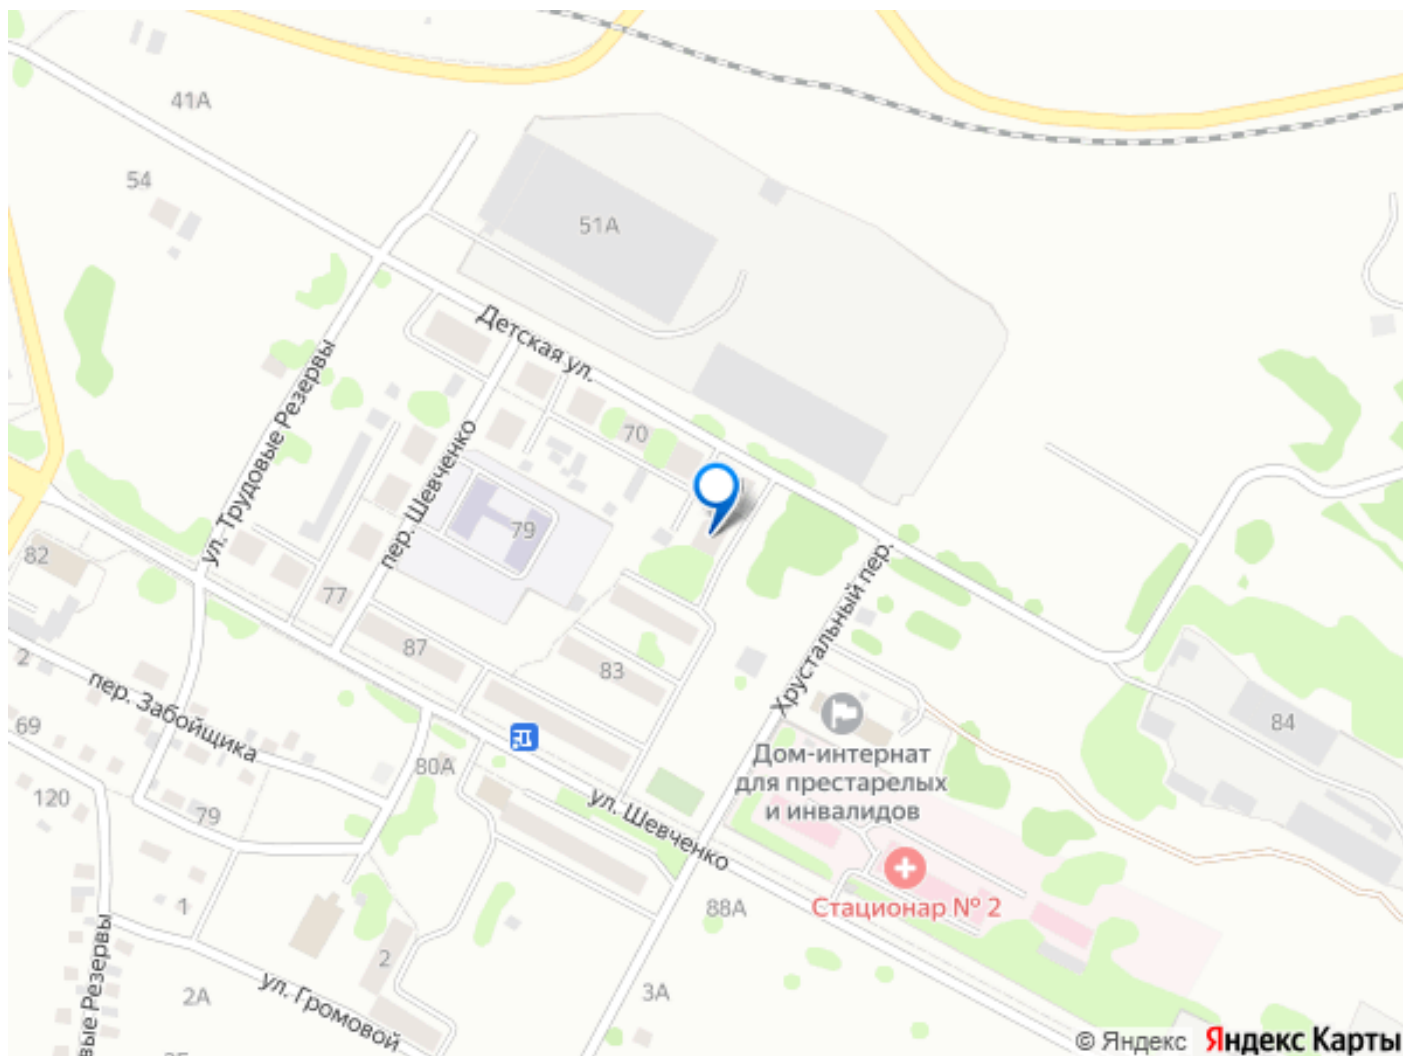 41А
54
51А
Детская ул.
ул. Трудовые Резервы
пер. Шевченко
70
79
82
77
87
83
Хрустальный пер.
2
пер. Забойщика
69
80А
120
79
ул. Шевченко
Дом-интернат
для престарелых
и инвалидов
84
1
88А
Стационар № 2
2
2А
ул. Громовой
3А
© Яндекс Яндекс Карты